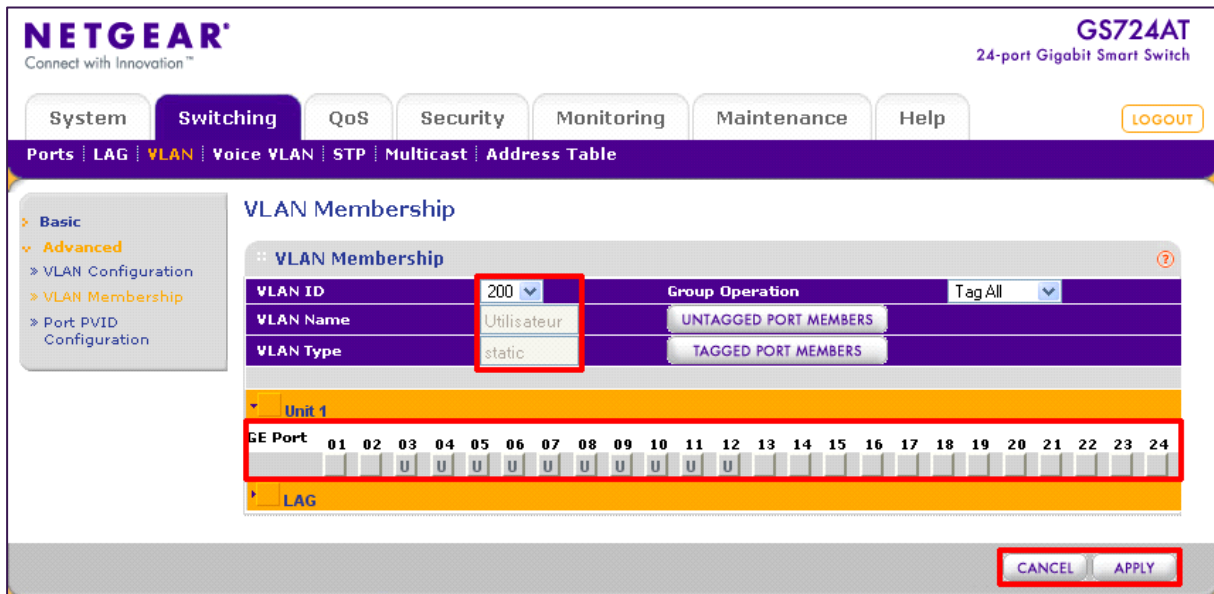 NETGEAR®
Connect with Innovation™
GS724AT
24-port Gigabit Smart Switch
System Switching QoS Security Monitoring Maintenance Help LOGOUT
Ports LAG VLAN Voice VLAN STP Multicast Address Table
Basic
Advanced
» VLAN Configuration
» VLAN Membership
» Port PVID
Configuration
VLAN Membership
VLAN Membership ?
VLAN ID 200 Group Operation Tag All
VLAN Name Utilisateur UNTAGGED PORT MEMBERS
VLAN Type static TAGGED PORT MEMBERS
Unit 1
GE Port 01 02 03 04 05 06 07 08 09 10 11 12 13 14 15 16 17 18 19 20 21 22 23 24
U U U U U U U U U U
LAG
CANCEL APPLY